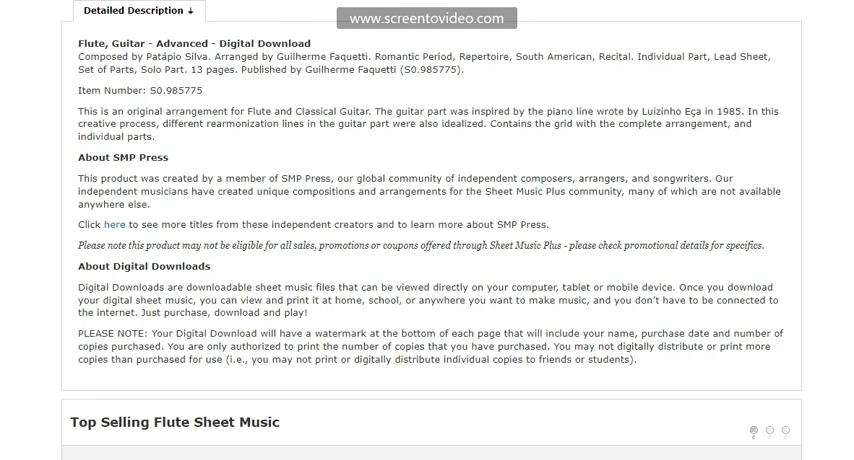 Detailed Description ↓
www.screentovideo.com
Flute, Guitar - Advanced - Digital Download
Composed by Patápio Silva. Arranged by Guilherme Faquetti. Romantic Period, Repertoire, South American, Recital. Individual Part, Lead Sheet,
Set of Parts, Solo Part. 13 pages. Published by Guilherme Faquetti (S0.985775).
Item Number: S0.985775
This is an original arrangement for Flute and Classical Guitar. The guitar part was inspired by the piano line wrote by Luizinho Eça in 1985. In this
creative process, different rearmonization lines in the guitar part were also idealized. Contains the grid with the complete arrangement, and
individual parts.
About SMP Press
This product was created by a member of SMP Press, our global community of independent composers, arrangers, and songwriters. Our
independent musicians have created unique compositions and arrangements for the Sheet Music Plus community, many of which are not available
anywhere else.
Click here to see more titles from these independent creators and to learn more about SMP Press.
Please note this product may not be eligible for all sales, promotions or coupons offered through Sheet Music Plus - please check promotional details for specifics.
About Digital Downloads
Digital Downloads are downloadable sheet music files that can be viewed directly on your computer, tablet or mobile device. Once you download
your digital sheet music, you can view and print it at home, school, or anywhere you want to make music, and you don't have to be connected to
the internet. Just purchase, download and play!
PLEASE NOTE: Your Digital Download will have a watermark at the bottom of each page that will include your name, purchase date and number of
copies purchased. You are only authorized to print the number of copies that you have purchased. You may not digitally distribute or print more
copies than purchased for use (i.e., you may not print or digitally distribute individual copies to friends or students).
Top Selling Flute Sheet Music